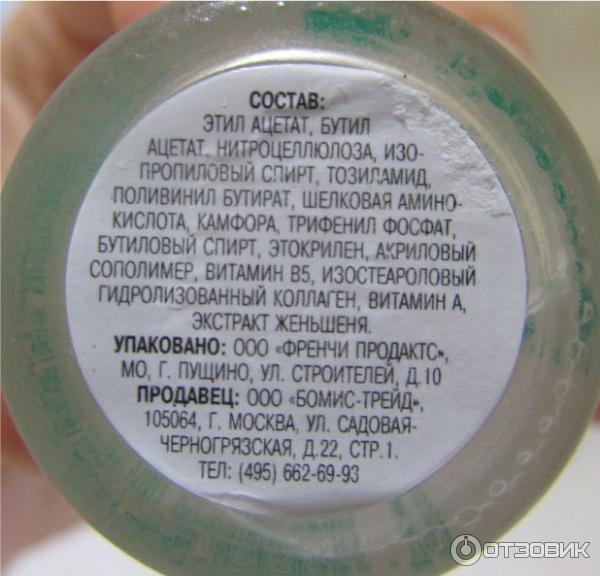 СОСТАВ:
ЭТИЛ АЦЕТАТ, БУТИЛ
АЦЕТАТ, НИТРОЦЕЛЛЮЛОЗА, ИЗО-
ПРОПИЛОВЫЙ СПИРТ, ТОЗИЛАМИД,
ПОЛИВИНИЛ БУТИРАТ, ШЕЛКОВАЯ АМИНО-
КИСЛОТА, КАМФОРА, ТРИФЕНИЛ ФОСФАТ,
БУТИЛОВЫЙ СПИРТ, ЭТОКРИЛЕН, АКРИЛОВЫЙ
СОПОЛИМЕР, ВИТАМИН B5, ИЗОСТЕАРОЛОВЫЙ
ГИДРОЛИЗОВАННЫЙ КОЛЛАГЕН, ВИТАМИН А,
ЭКСТРАКТ ЖЕНЬШЕНЯ.
УПАКОВАНО: ООО «ФРЕНЧИ ПРОДАКТС»,
МО, Г. ПУЩИНО, УЛ. СТРОИТЕЛЕЙ, Д.10
ПРОДАВЕЦ: ООО «БОМИС-ТРЕЙД»,
105064, Г. МОСКВА, УЛ. САДОВАЯ-
ЧЕРНОГРЯЗСКАЯ, Д.22, СТР.1.
ТЕЛ: (495) 662-69-93
ОТЗОВИК